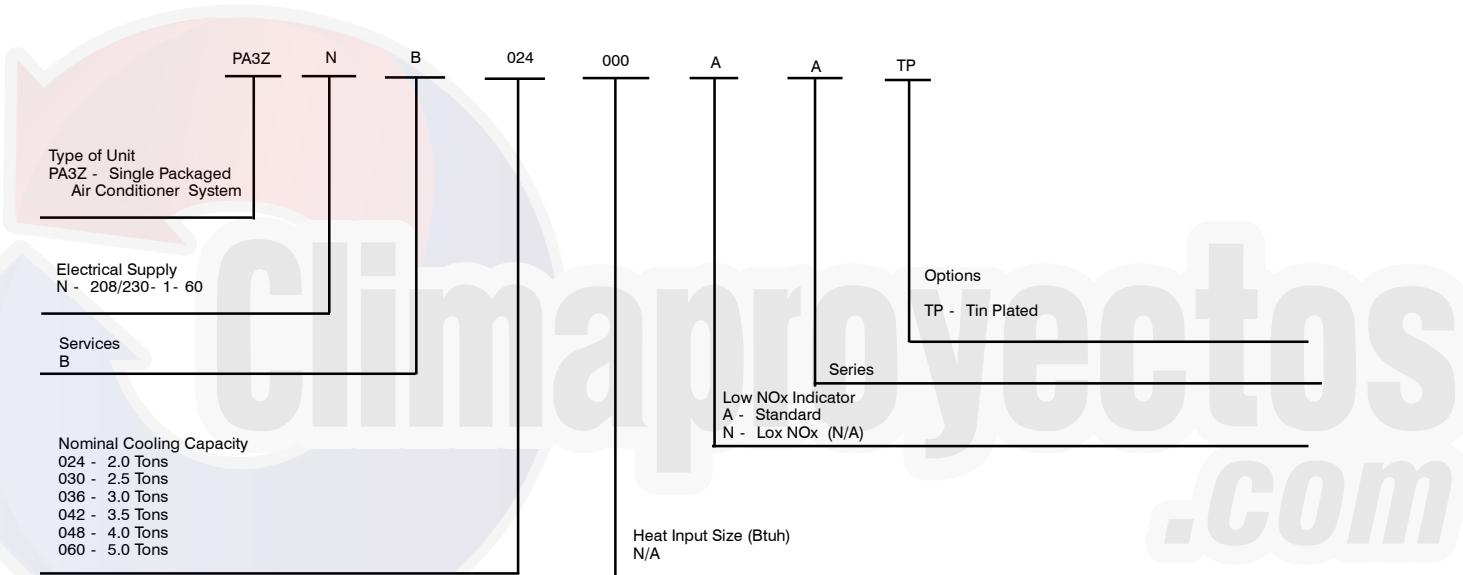 PA3Z N B 024 000 A A TP
Type of Unit
PA3Z - Single Packaged
Air Conditioner System
Electrical Supply
N - 208/230- 1- 60
Services
B
Nominal Cooling Capacity
024 - 2.0 Tons
030 - 2.5 Tons
036 - 3.0 Tons
042 - 3.5 Tons
048 - 4.0 Tons
060 - 5.0 Tons
Options
TP - Tin Plated
Series
Low NOx Indicator
A - Standard
N - Lox NOx (N/A)
Heat Input Size (Btuh)
N/A
Climaproyectos
.com